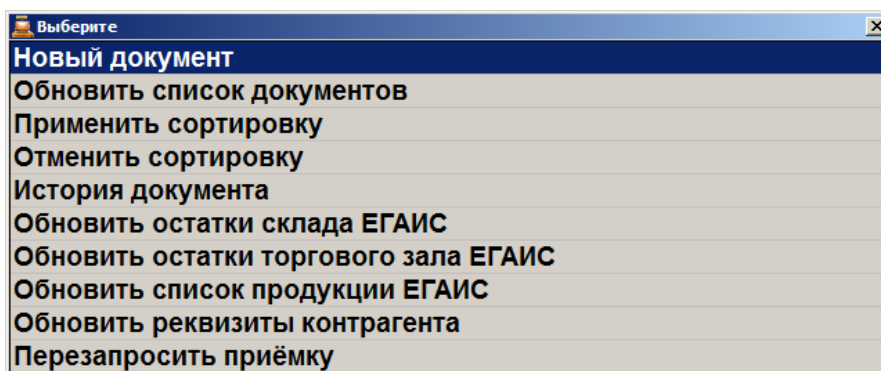 Выберите
Новый документ
Обновить список документов
Применить сортировку
Отменить сортировку
История документа
Обновить остатки склада ЕГАИС
Обновить остатки торгового зала ЕГАИС
Обновить список продукции ЕГАИС
Обновить реквизиты контрагента
Перезапросить приёмку